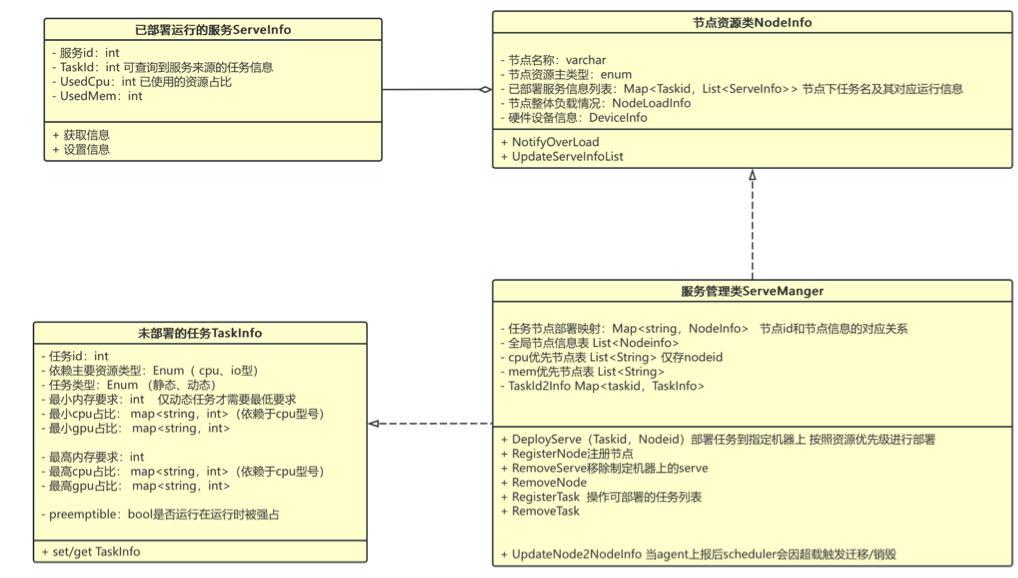 已部署运行的服务ServeInfo
- 服务id：int
- TaskId：int 可查询到服务来源的任务信息
- UsedCpu：int 已使用的资源占比
- UsedMem：int
+ 获取信息
+ 设置信息
节点资源类NodeInfo
- 节点名称：varchar
- 节点资源主类型：enum
- 已部署服务信息列表：Map<Taskid，List<ServeInfo>> 节点下任务名及其对应运行信息
- 节点整体负载情况：NodeLoadInfo
- 硬件设备信息：DeviceInfo
+ NotifyOverLoad
+ UpdateServeInfoList
未部署的任务TaskInfo
- 任务id：int
- 依赖主要资源类型：Enum（ cpu、io型）
- 任务类型：Enum （静态、动态）
- 最小内存要求：int 仅动态任务才需要最低要求
- 最小cpu占比： map<string，int>（依赖于cpu型号）
- 最小gpu占比： map<string，int>
- 最高内存要求：int
- 最高cpu占比： map<string，int>（依赖于cpu型号）
- 最高gpu占比： map<string，int>
- preemptible：bool是否运行在运行时被强占
+ set/get TaskInfo
服务管理类ServeManger
- 任务节点部署映射：Map<string，NodeInfo> 节点id和节点信息的对应关系
- 全局节点信息表 List<Nodeinfo>
- cpu优先节点表 List<String> 仅存nodeid
- mem优先节点表 List<String>
- TaskId2Info Map<taskid，TaskInfo>
+ DeployServe（Taskid，Nodeid）部署任务到指定机器上 按照资源优先级进行部署
+ RegisterNode注册节点
+ RemoveServe移除制定机器上的serve
+ RemoveNode
+ RegisterTask 操作可部署的任务列表
+ RemoveTask
+ UpdateNode2NodeInfo 当agent上报后scheduler会因超载触发迁移/销毁